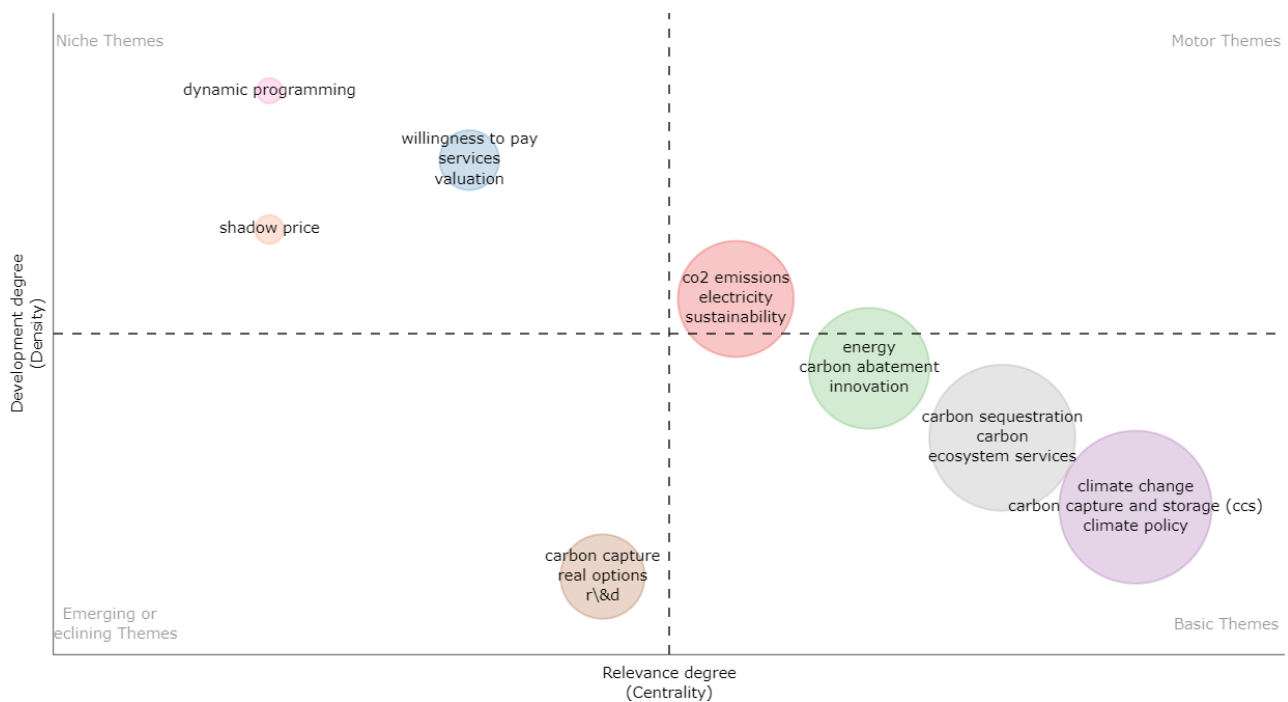 Niche Themes
Motor Themes
dynamic programming
willingness to pay
services
valuation
shadow price
co2 emissions
electricity
sustainability
energy
carbon abatement
innovation
carbon sequestration
carbon
ecosystem services
climate change
carbon capture and storage (ccs)
climate policy
carbon capture
real options
r\&d
Emerging or
eclining Themes
Basic Themes
Development degree
(Density)
Relevance degree
(Centrality)